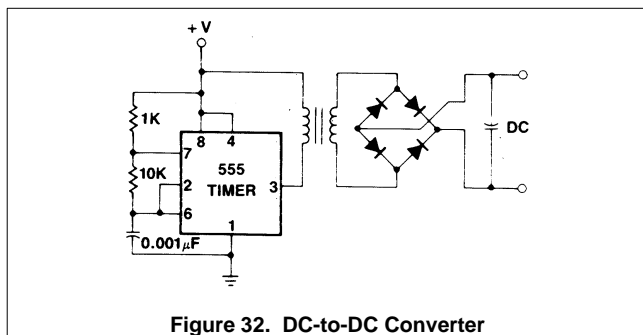 + V
1K
8
4
7
555
TIMER
10K
2
3
6
1
0.001μF
DC
Figure 32. DC-to-DC Converter